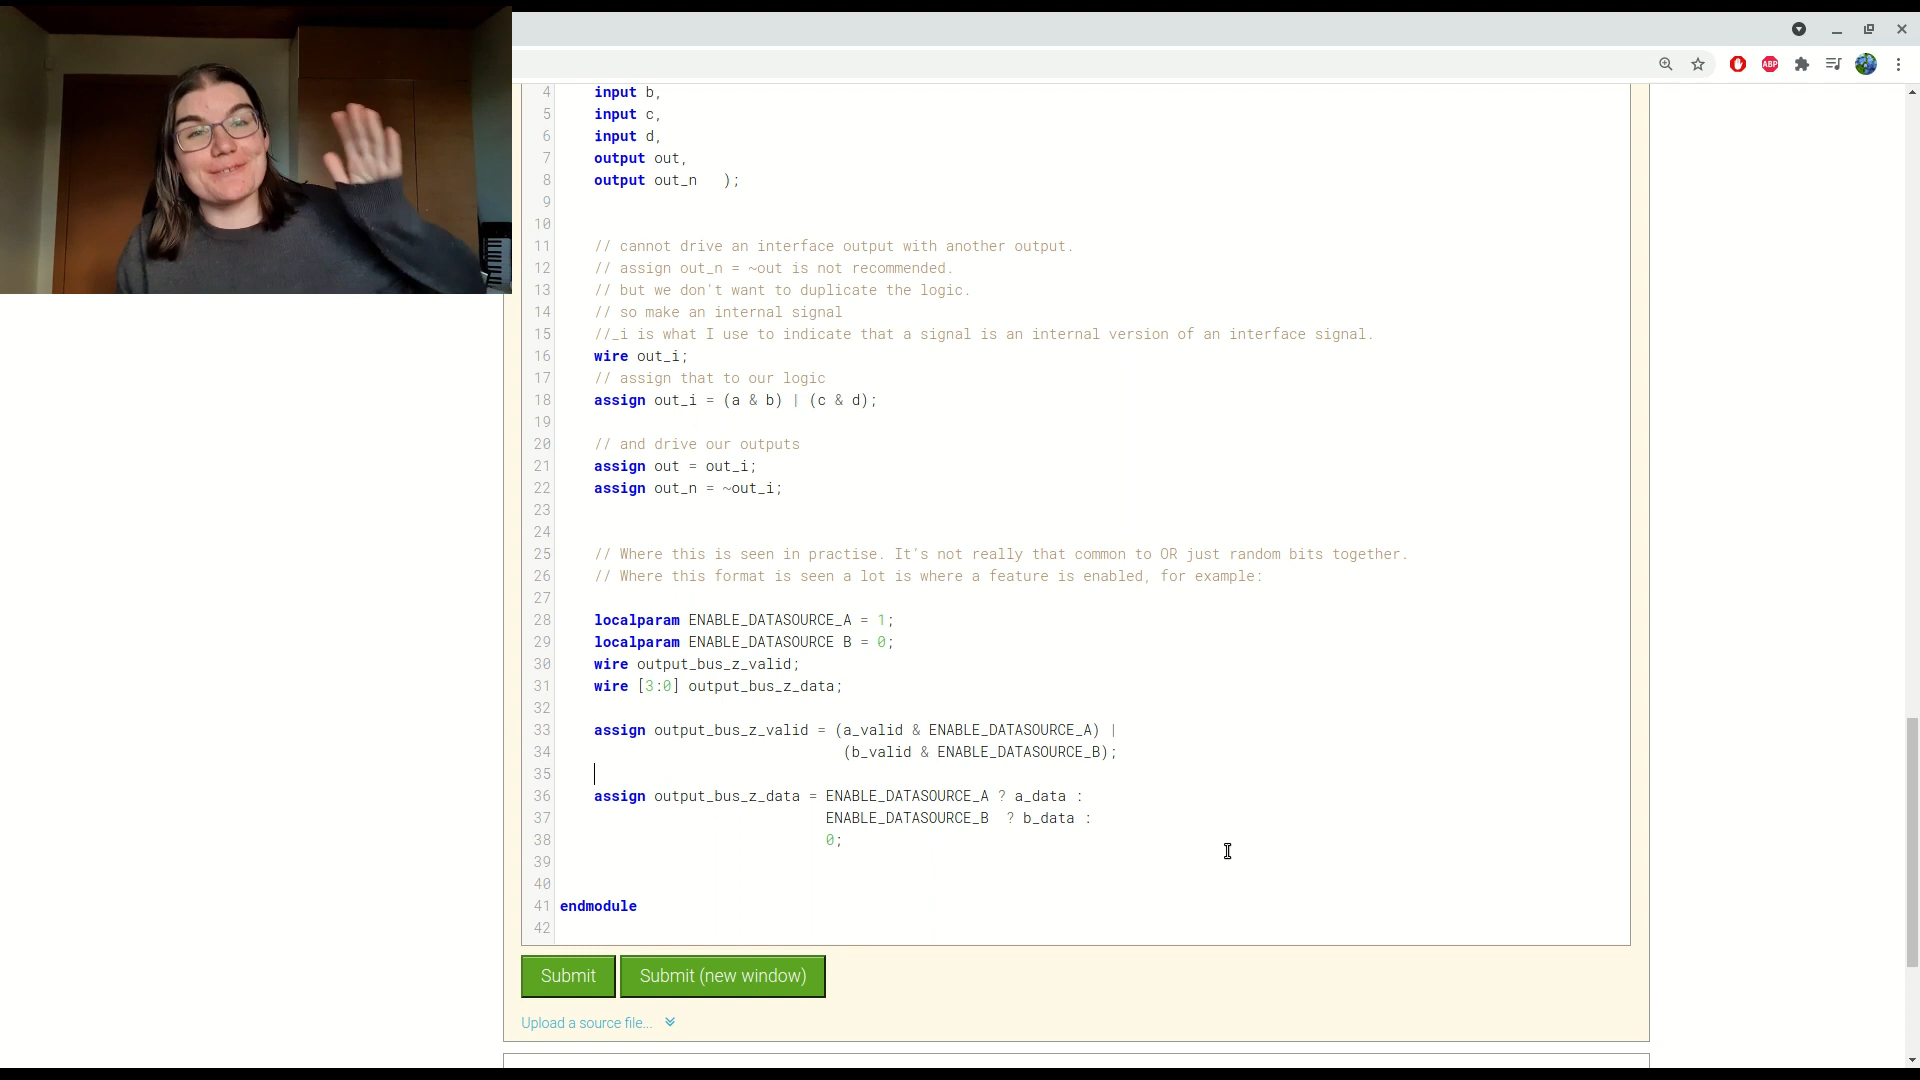 ABP
4 input b,
5 input c,
6 input d,
7 output out,
8 output out_n );
9
10
11 // cannot drive an interface output with another output.
12 // assign out_n = ~out is not recommended.
13 // but we don't want to duplicate the logic.
14 // so make an internal signal
15 //_i is what I use to indicate that a signal is an internal version of an interface signal.
16 wire out_i;
17 // assign that to our logic
18 assign out_i = (a & b) | (c & d);
19
20 // and drive our outputs
21 assign out = out_i;
22 assign out_n = ~out_i;
23
24
25 // Where this is seen in practise. It's not really that common to OR just random bits together.
26 // Where this format is seen a lot is where a feature is enabled, for example:
27
28 localparam ENABLE_DATASOURCE_A = 1;
29 localparam ENABLE_DATASOURCE B = 0;
30 wire output_bus_z_valid;
31 wire [3:0] output_bus_z_data;
32
33 assign output_bus_z_valid = (a_valid & ENABLE_DATASOURCE_A) |
34 (b_valid & ENABLE_DATASOURCE_B);
35
36 assign output_bus_z_data = ENABLE_DATASOURCE_A ? a_data :
37 ENABLE_DATASOURCE_B ? b_data :
38 0;
39
40
41 endmodule
42
Submit Submit (new window)
Upload a source file...